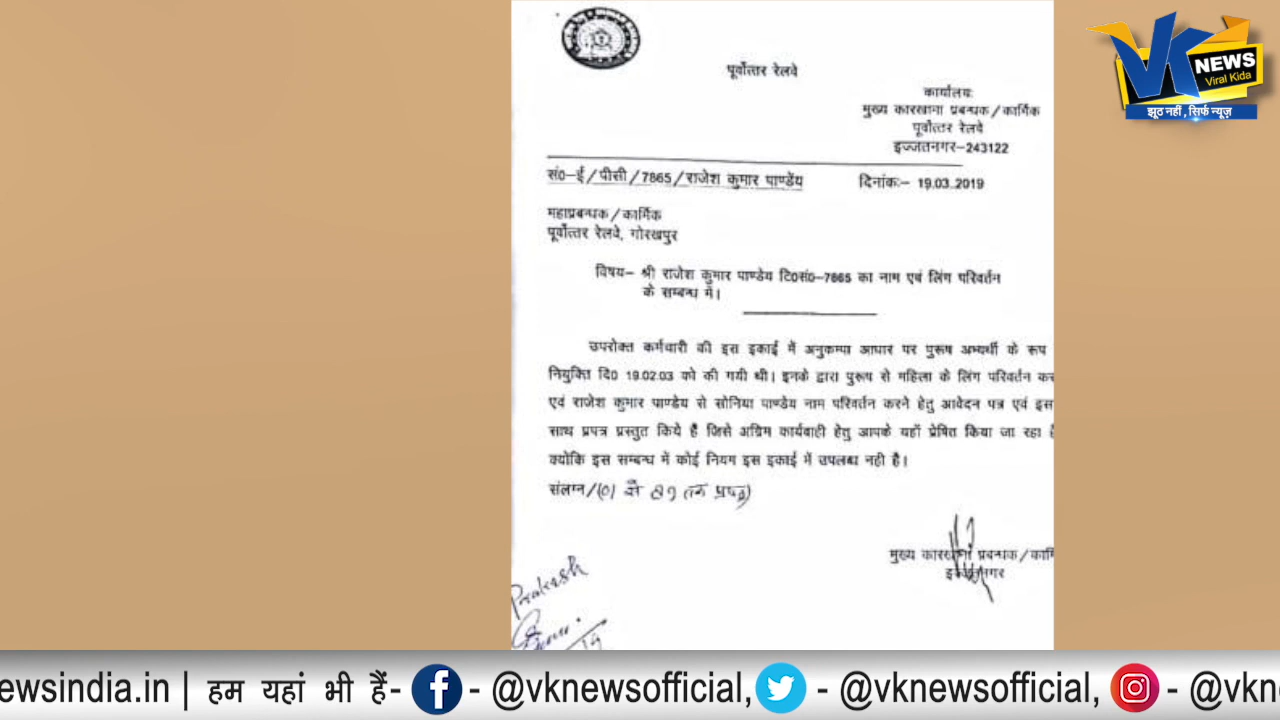 पूर्वोत्तर रेलवे
कार्यालयः
मुख्य कारखाना प्रबन्धक/कार्मिक
पूर्वोत्तर रेलवे
इज्जतनगर-243122
सं0-ई/पीसी/7865/राजेश कुमार पाण्डेंय दिनांकः- 19.03.2019
महाप्रबन्धक/कार्मिक
पूर्वोत्तर रेलवे, गोरखपुर
विषय- श्री राजेश कुमार पाण्डेय टि0सं0-7865 का नाम एवं लिंग परिवर्तन
के सम्बन्ध में।
उपरोक्त कर्मचारी की इस इकाई में अनुकम्पा आधार पर पुरूष अभ्यर्थी के रूप
नियुक्ति दि0 19.02.03 को की गयी थी। इनके द्वारा पुरूष से महिला के लिंग परिवर्तन कर
एवं राजेश कुमार पाण्डेय से सोनिया पाण्डेय नाम परिवर्तन करने हेतु आवेदन पत्र एवं इस
साथ प्रपत्र प्रस्तुत किये है जिसे अग्रिम कार्यवाही हेतु आपके यहाँ प्रेषित किया जा रहा
क्योंकि इस सम्बन्ध में कोई नियम इस इकाई में उपलब्ध नही है।
संलग्न/(01 से 89 तक प्रपत्र)
मुख्य कारखाना प्रबन्धक/कार्मि
इज्जतनगर
Prakash
VK NEWS
Viral Kida
झूठ नहीं, सिर्फ न्यूज़
ewsindia.in | हम यहां भी हैं- f - @vknewsofficial, - @vknewsofficial, - @vkn